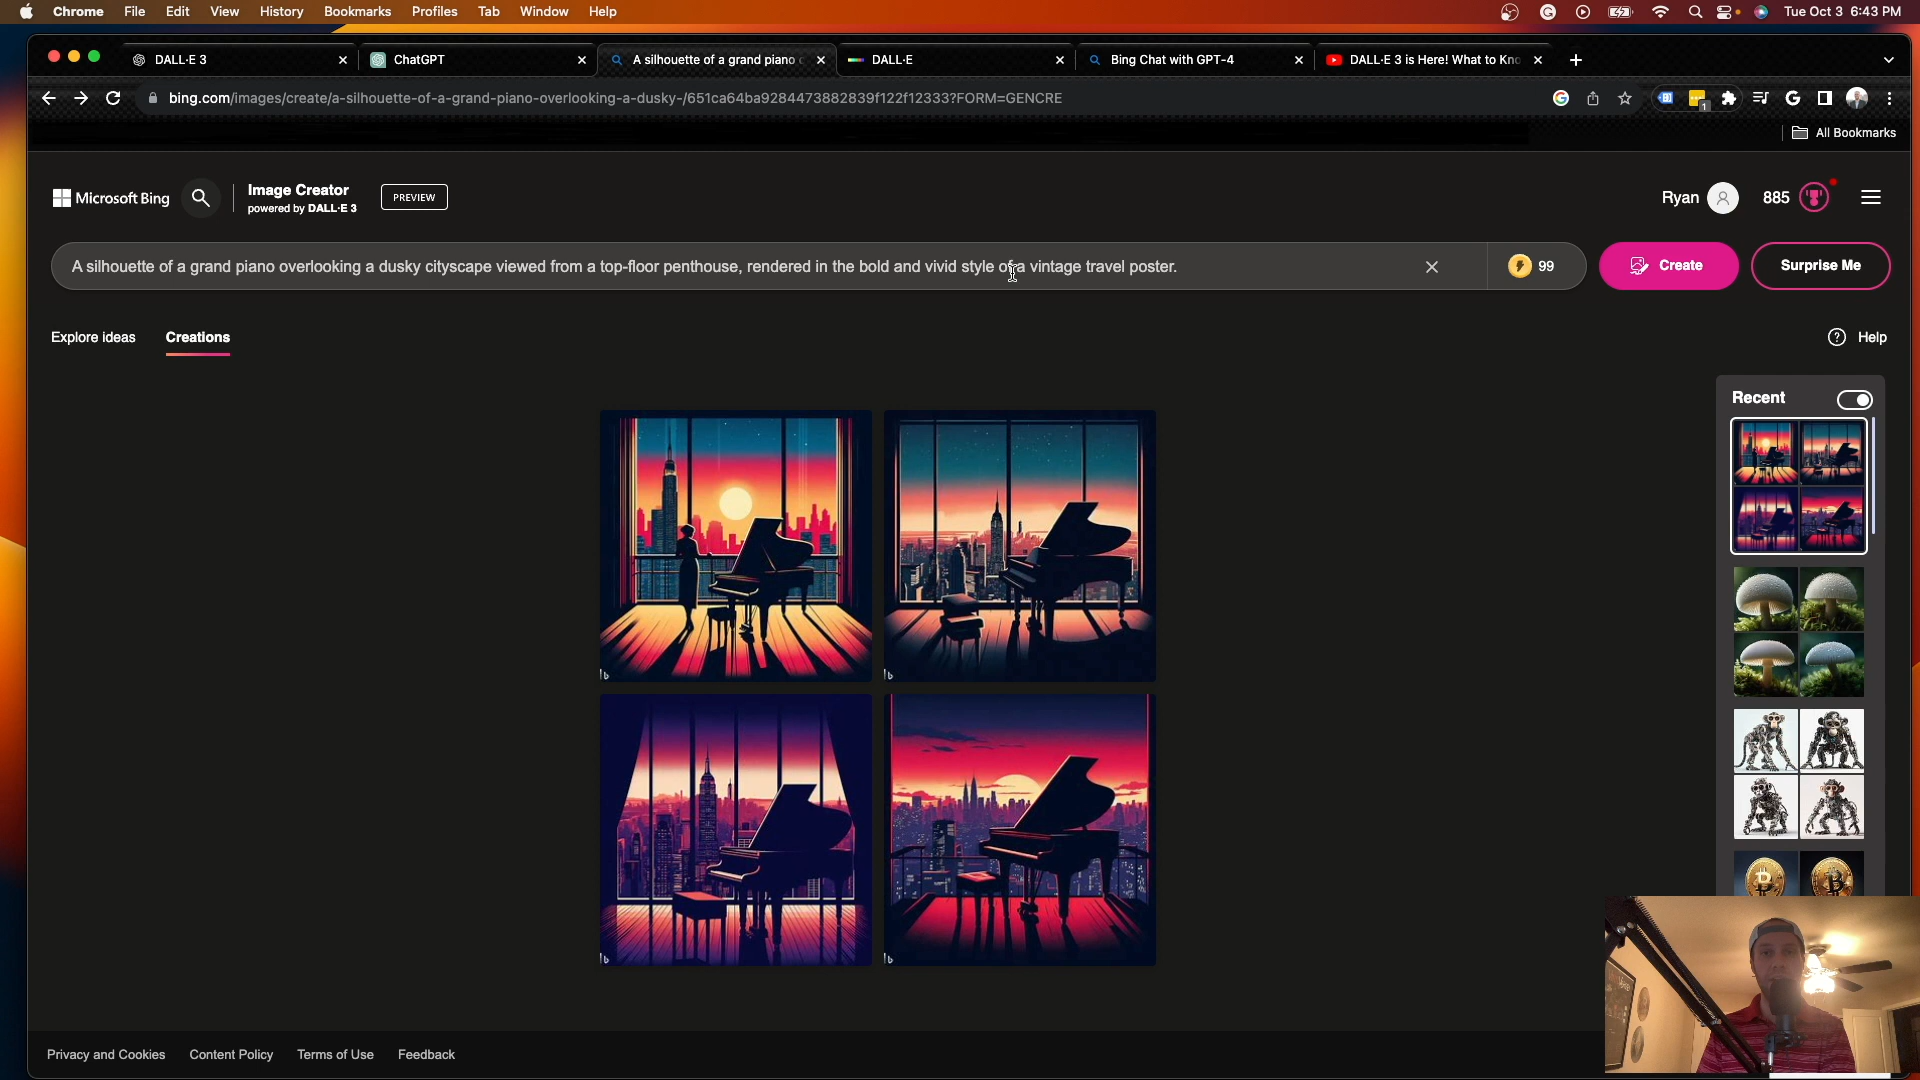 Chrome File Edit View History Bookmarks Profiles Tab Window Help
Tue Oct 3 6:43 PM
DALL·E 3
ChatGPT
A silhouette of a grand piano
DALL·E
Bing Chat with GPT-4
DALL·E 3 is Here! What to Kno
bing.com/images/create/a-silhouette-of-a-grand-piano-overlooking-a-dusky-/651ca64ba9284473882839f122f12333?FORM=GENCRE
1
All Bookmarks
Microsoft Bing
Image Creator
powered by DALL·E 3
PREVIEW
Ryan
885
A silhouette of a grand piano overlooking a dusky cityscape viewed from a top-floor penthouse, rendered in the bold and vivid style of a vintage travel poster.
99
Create
Surprise Me
Explore ideas
Creations
Help
Recent
Privacy and Cookies
Content Policy
Terms of Use
Feedback